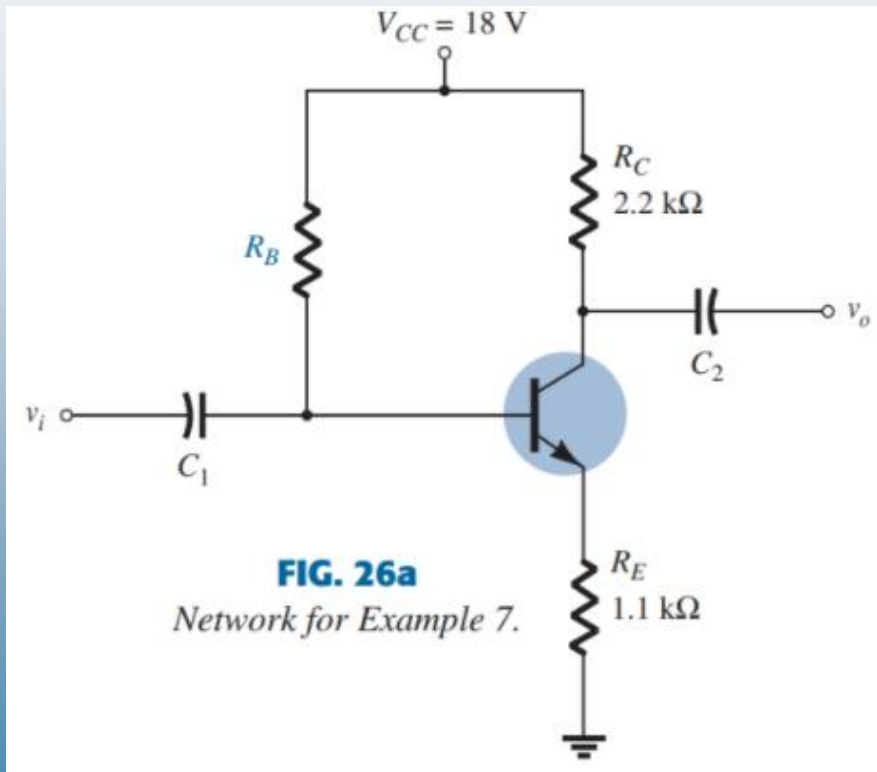 V_CC = 18 V
R_C
2.2 kΩ
R_B
v_o
C_2
v_i
C_1
FIG. 26a
Network for Example 7.
R_E
1.1 kΩ